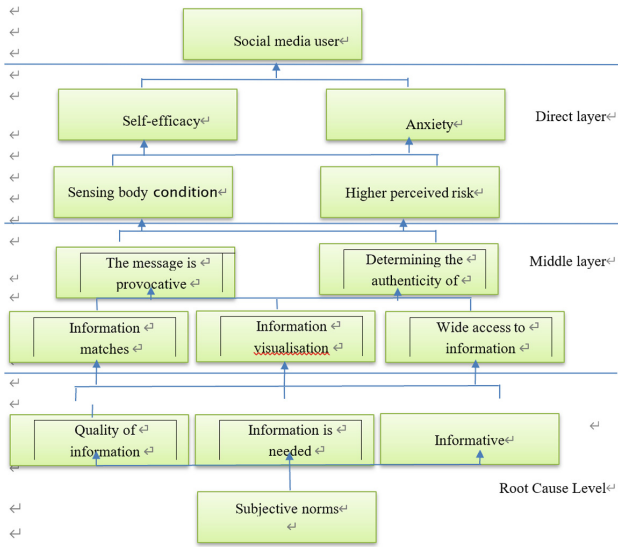 Social media user
Self-efficacy
Anxiety
Direct layer
Sensing body condition
Higher perceived risk
The message is
provocative
Determining the
authenticity of
Middle layer
Information
matches
Information
visualisation
Wide access to
information
Quality of
information
Information is
needed
Informative
Root Cause Level
Subjective norms